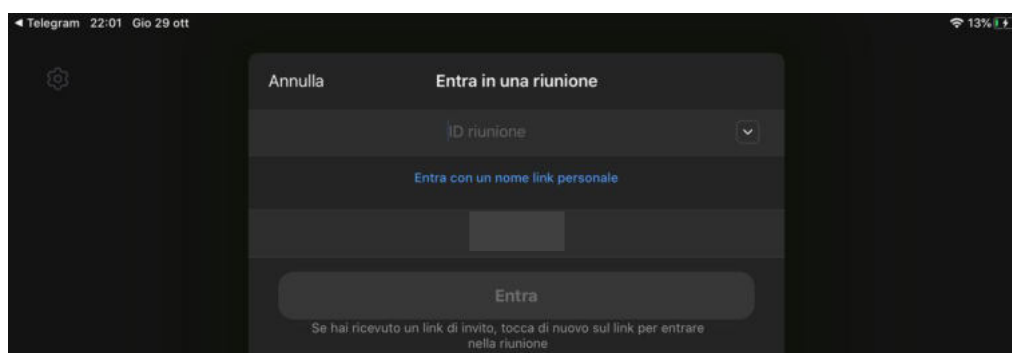 ◀ Telegram 22:01 Gio 29 ott 13%
Annulla Entra in una riunione
ID riunione
Entra con un nome link personale
Entra
Se hai ricevuto un link di invito, tocca di nuovo sul link per entrare
nella riunione